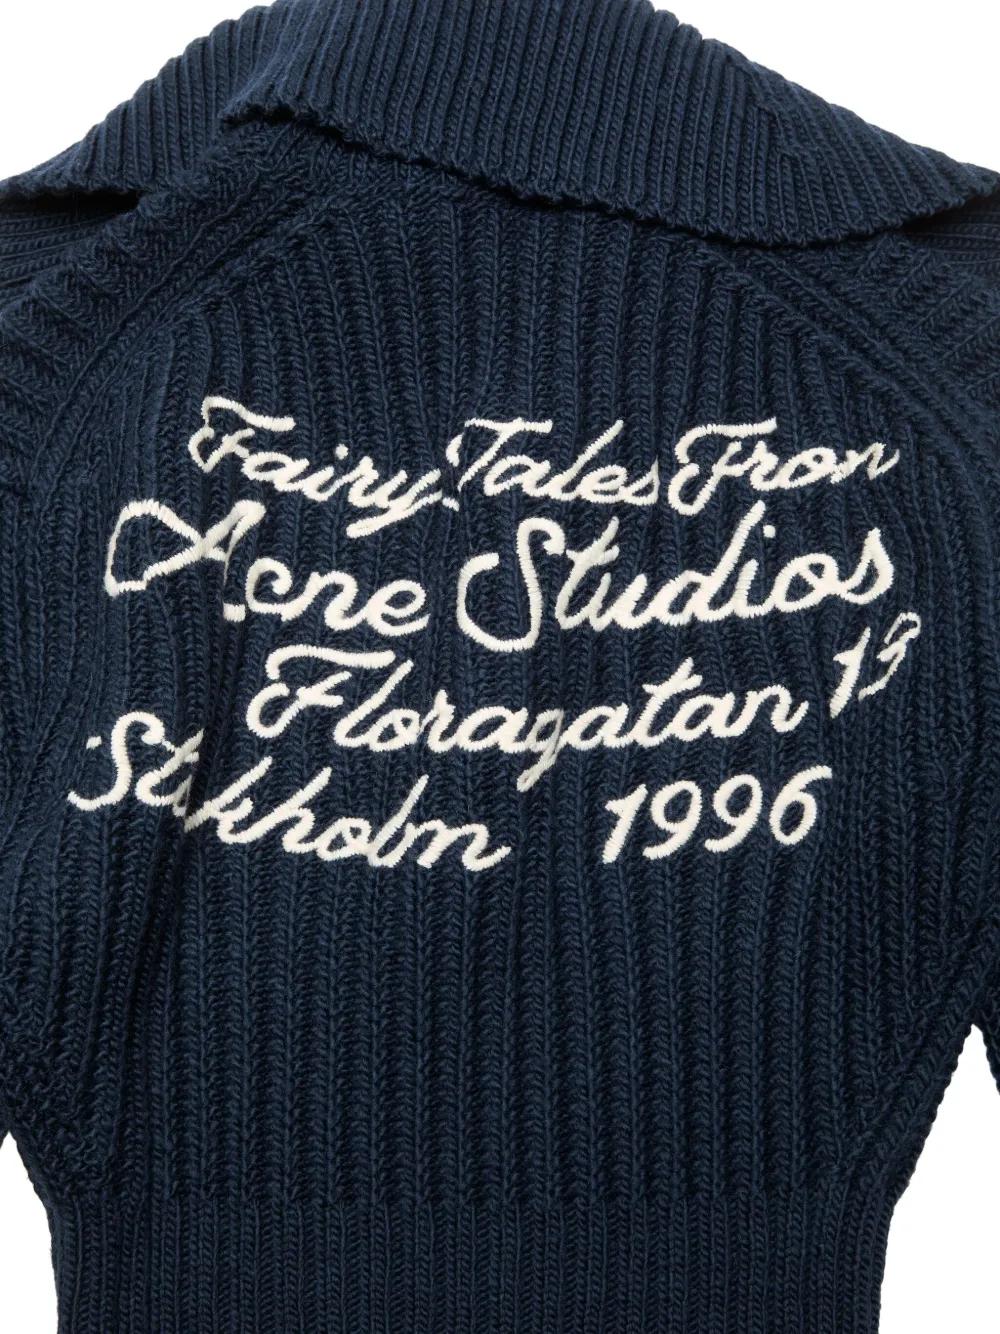 Fairy Tales From
Acne Studios
Floragatan 13
Stockholm 1996